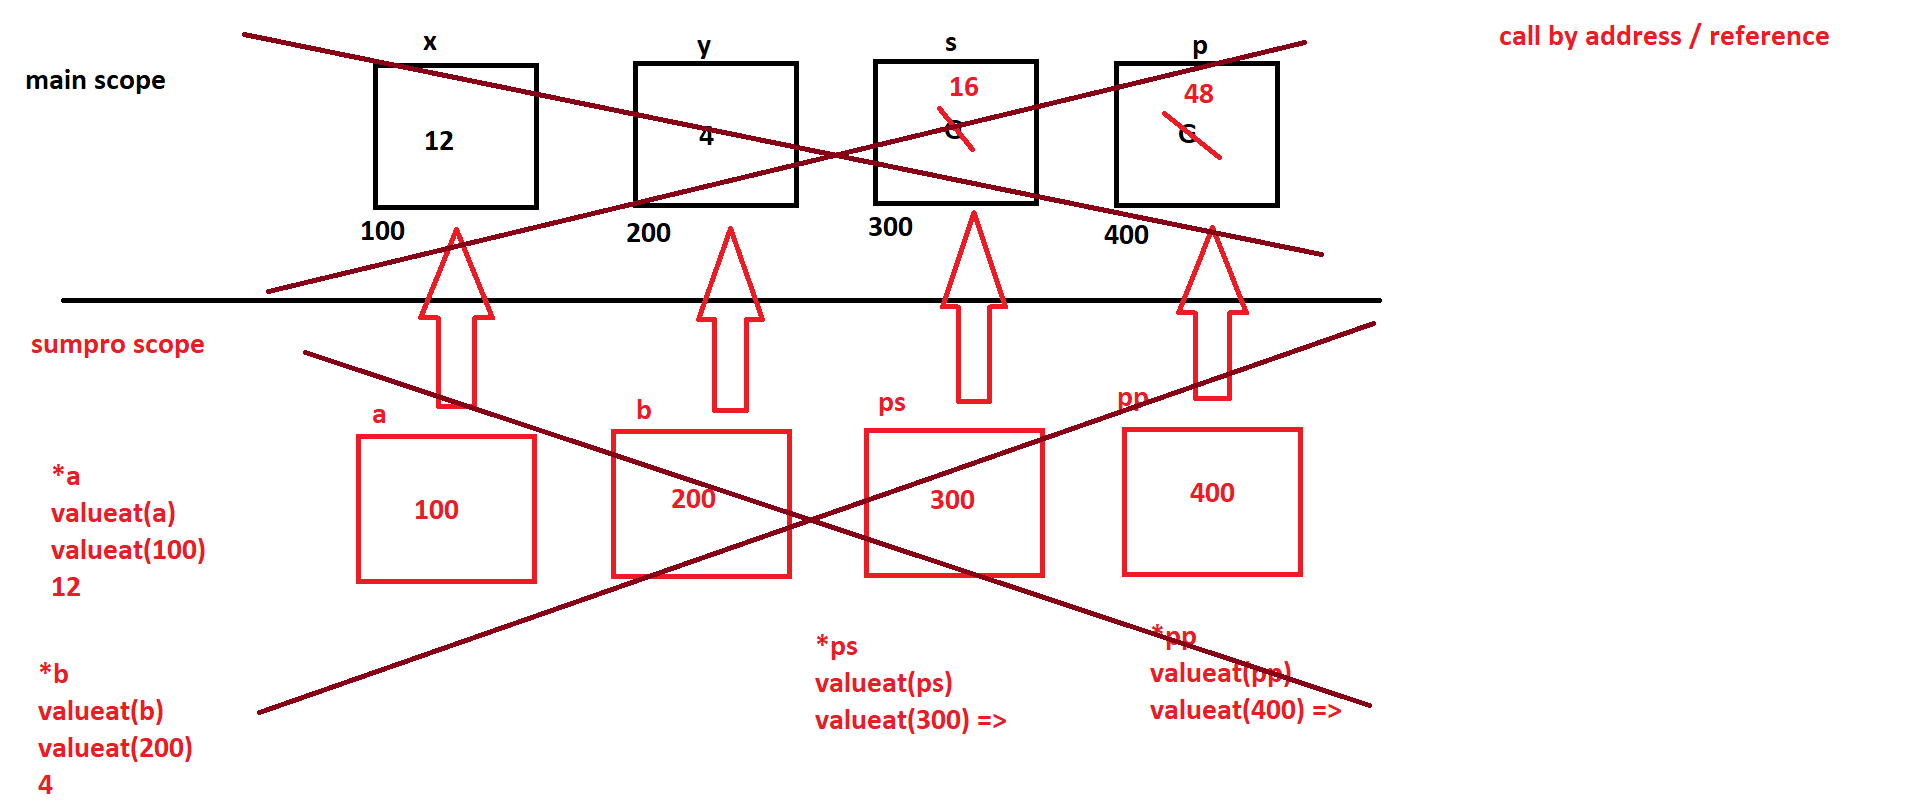 call by address / reference
x y s p
main scope
12 4 16 G 48 G
100 200 300 400
sumpro scope
a b ps pp
100 200 300 400
*a
valueat(a)
valueat(100)
12
*b
valueat(b)
valueat(200)
4
*ps
valueat(ps)
valueat(300) =>
*pp
valueat(pp)
valueat(400) =>